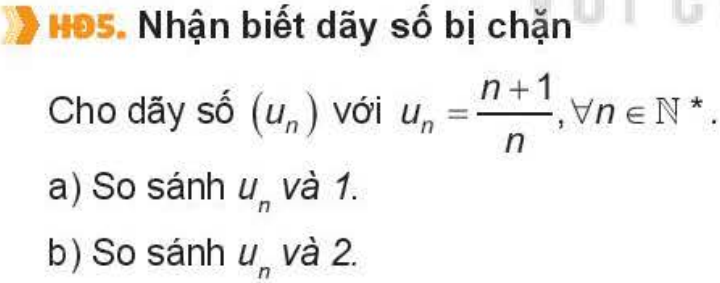 HĐ5. Nhận biết dãy số bị chặn
Cho dãy số (uₙ) với uₙ = (n+1)/n, ∀n ∈ ℕ*.
a) So sánh uₙ và 1.
b) So sánh uₙ và 2.